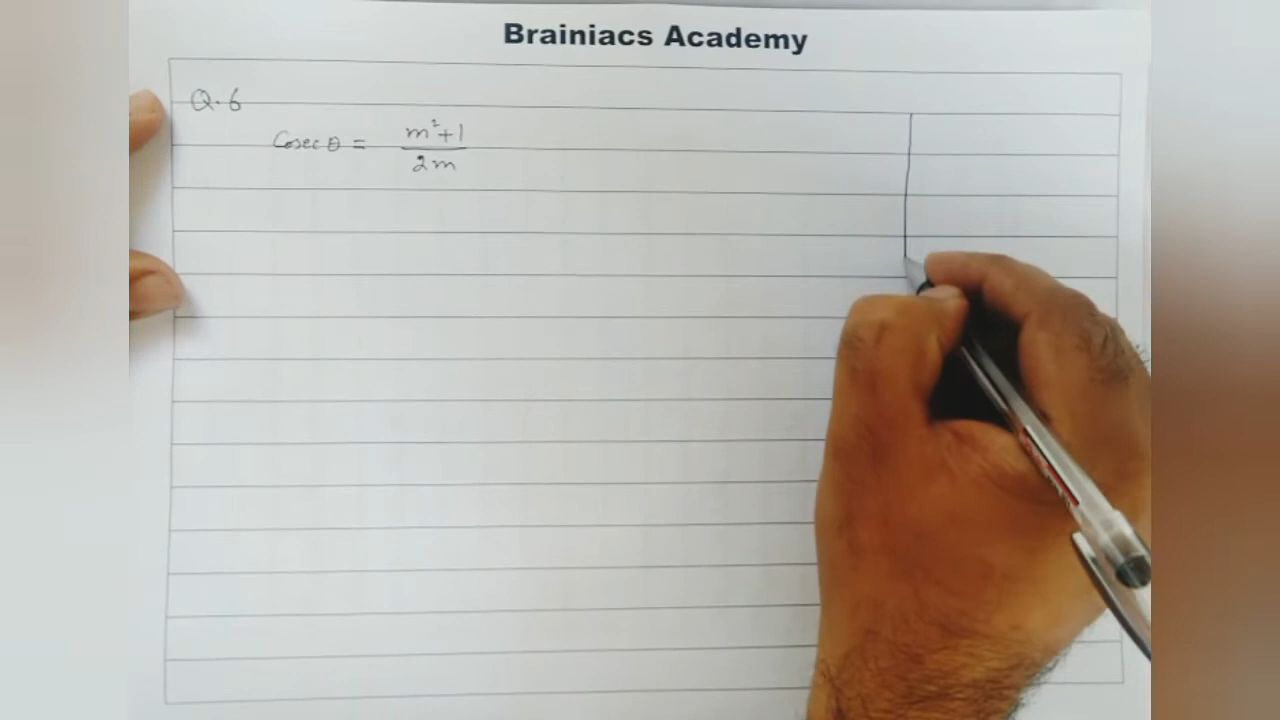 Brainiacs Academy
Q.6
Cosec θ = m²+1 / 2m